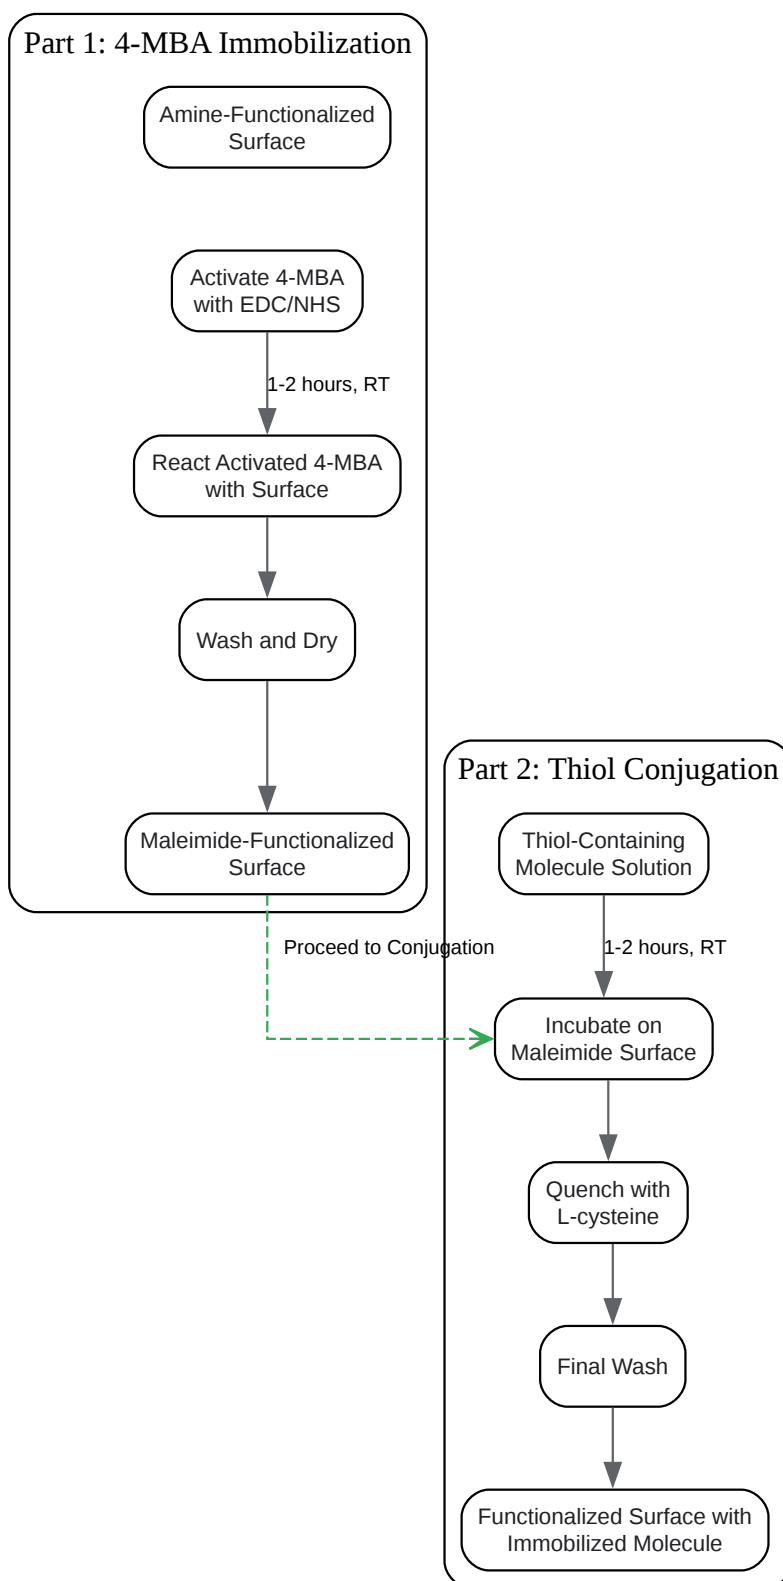 Part 1: 4-MBA Immobilization
Amine-Functionalized
Surface
Activate 4-MBA
with EDC/NHS
1-2 hours, RT
React Activated 4-MBA
with Surface
Wash and Dry
Maleimide-Functionalized
Surface
Proceed to Conjugation
Part 2: Thiol Conjugation
Thiol-Containing
Molecule Solution
1-2 hours, RT
Incubate on
Maleimide Surface
Quench with
L-cysteine
Final Wash
Functionalized Surface with
Immobilized Molecule